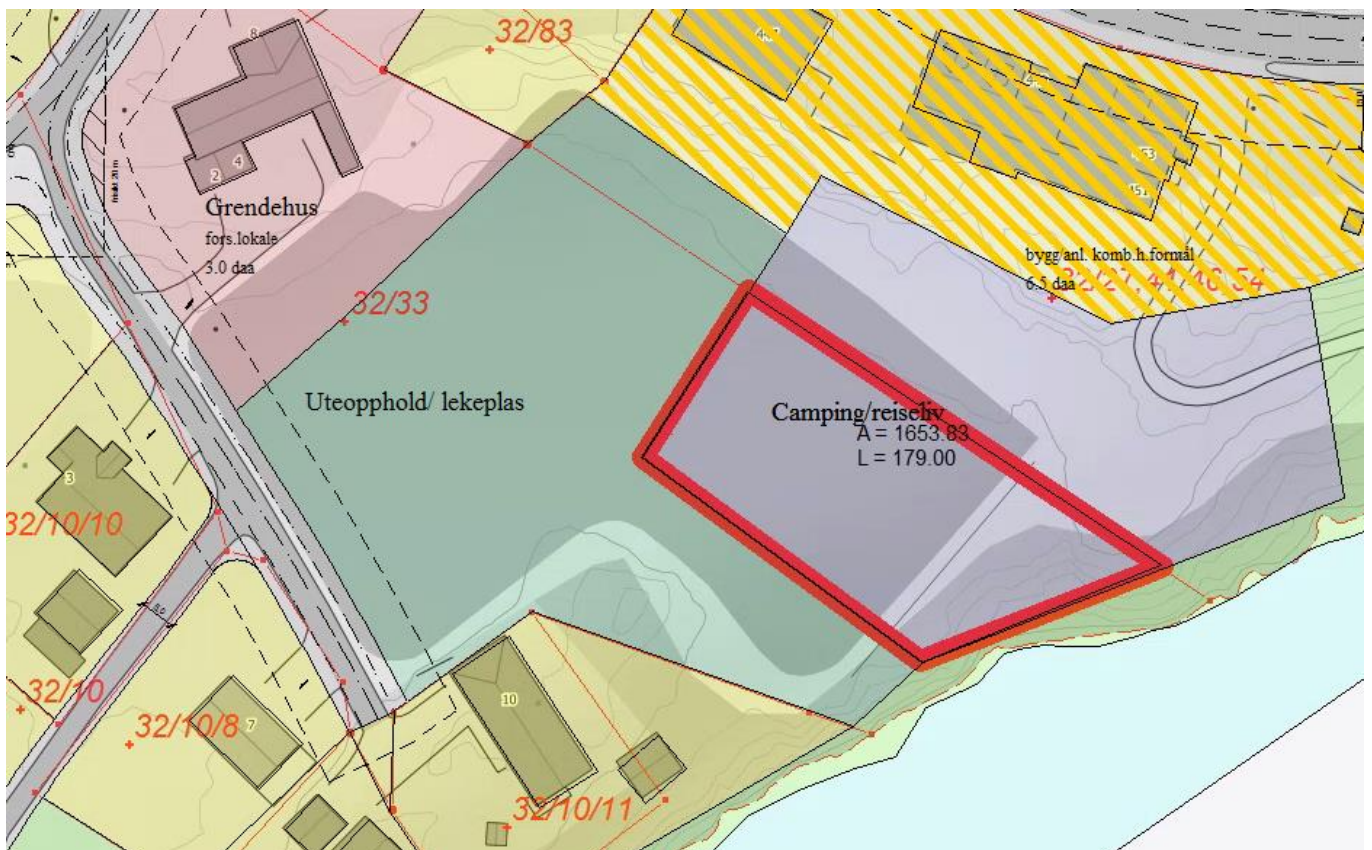 32/83
8
2
4
Grendehus
fors.lokale
3.0 daa
32/33
Uteopphold/ lekeplas
453
451
bygg/anl. komb.h.formål
6.5 daa
Camping/reiseliv
A = 1653.83
L = 179.00
3
32/10/10
32/10
32/10/8
7
10
32/10/11